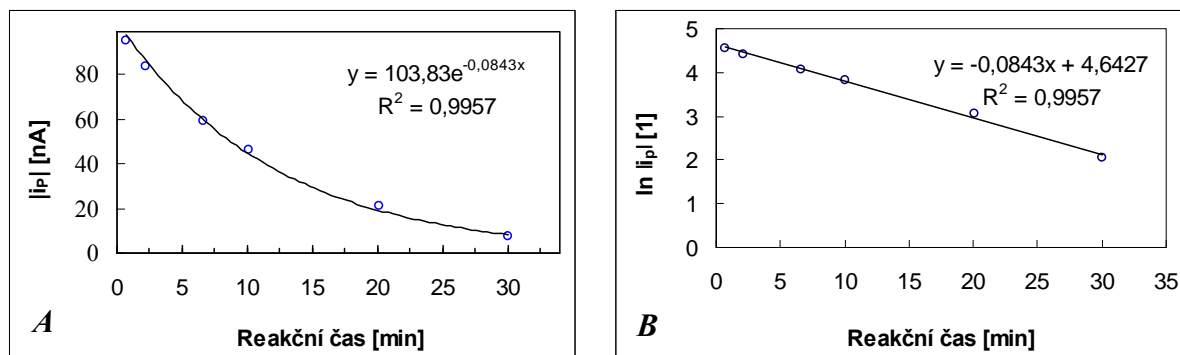 |iₚ| [nA]
80
60
40
20
0
y = 103,83e^-0,0843x
R² = 0,9957
0 5 10 15 20 25 30
Reakční čas [min]
A
ln |iₚ| [1]
5
4
3
2
1
0
y = -0,0843x + 4,6427
R² = 0,9957
0 5 10 15 20 25 30 35
Reakční čas [min]
B